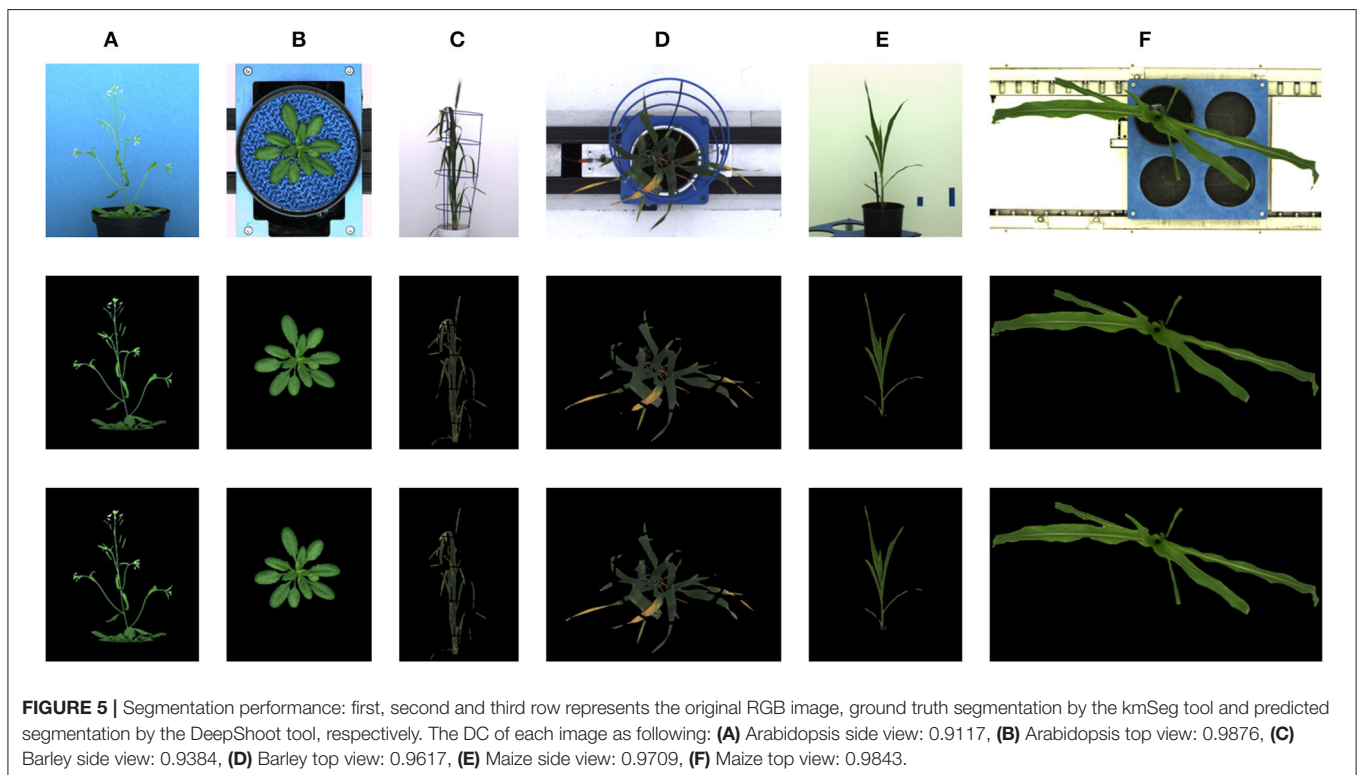 A B C D E F
FIGURE 5 | Segmentation performance: first, second and third row represents the original RGB image, ground truth segmentation by the kmSeg tool and predicted
segmentation by the DeepShoot tool, respectively. The DC of each image as following: (A) Arabidopsis side view: 0.9117, (B) Arabidopsis top view: 0.9876, (C)
Barley side view: 0.9384, (D) Barley top view: 0.9617, (E) Maize side view: 0.9709, (F) Maize top view: 0.9843.